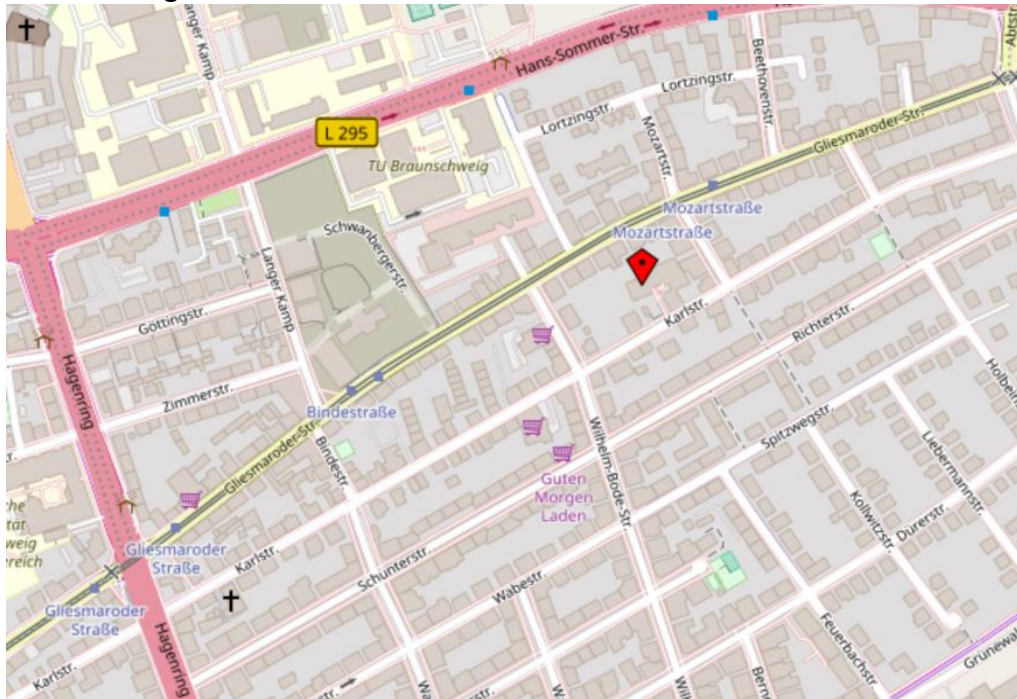 Langer Kamp
Hans-Sommer-Str.
Beethovenstr.
Lortzingstr.
Lortzingstr.
Mozartstr.
L 295
TU Braunschweig
Gliesmaroder-Str.
Mozartstraße
Mozartstraße
Schwanbergerstr.
Langer Kamp
Göttingstr.
Karlstr.
Richterstr.
Hagenring
Zimmerstr.
Bindestraße
Gliesmaroder-Str.
Bindestr.
Wilhelm-Bode-Str.
Spitzwegstr.
Liebermannstr.
Guten
Morgen
Laden
Kollwitzstr.
Dürerstr.
Gliesmaroder
Straße
Karlstr.
Schunterstr.
Wabestr.
Gliesmaroder
Straße
Feuerbachstr.
Karlstr.
Hagenring